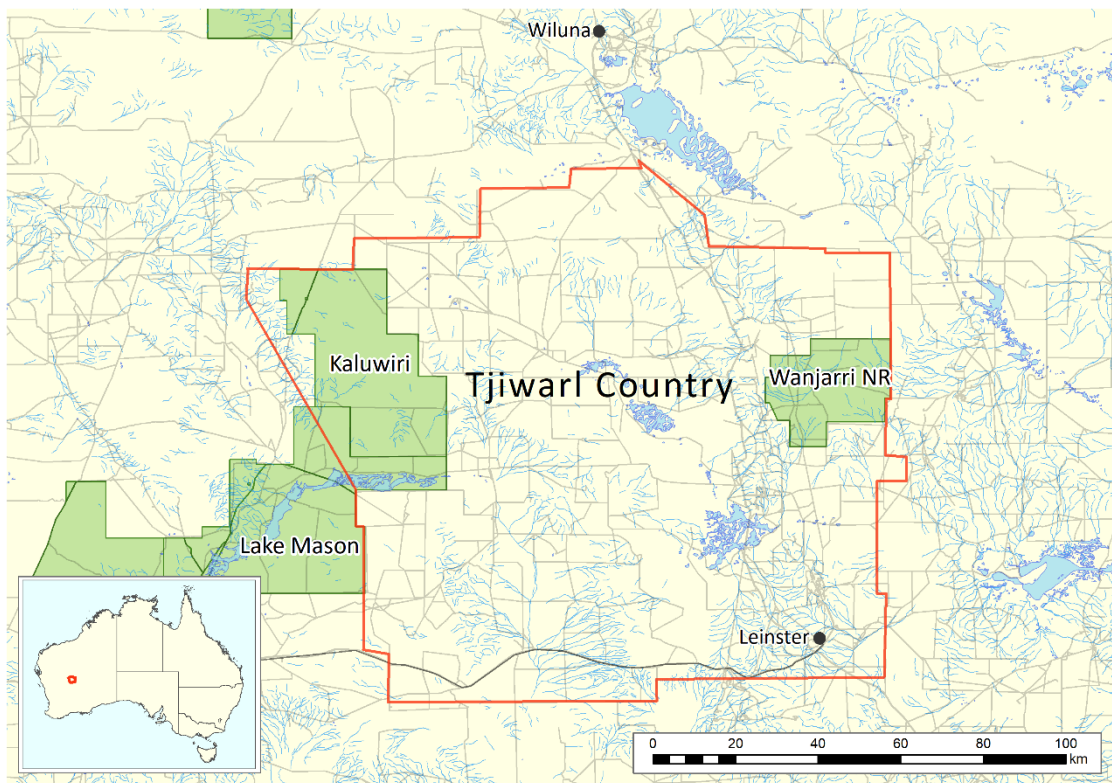 Wiluna
Kaluwiri
Tjiwarl Country
Wanjarri NR
Lake Mason
Leinster
0 20 40 60 80 100
km